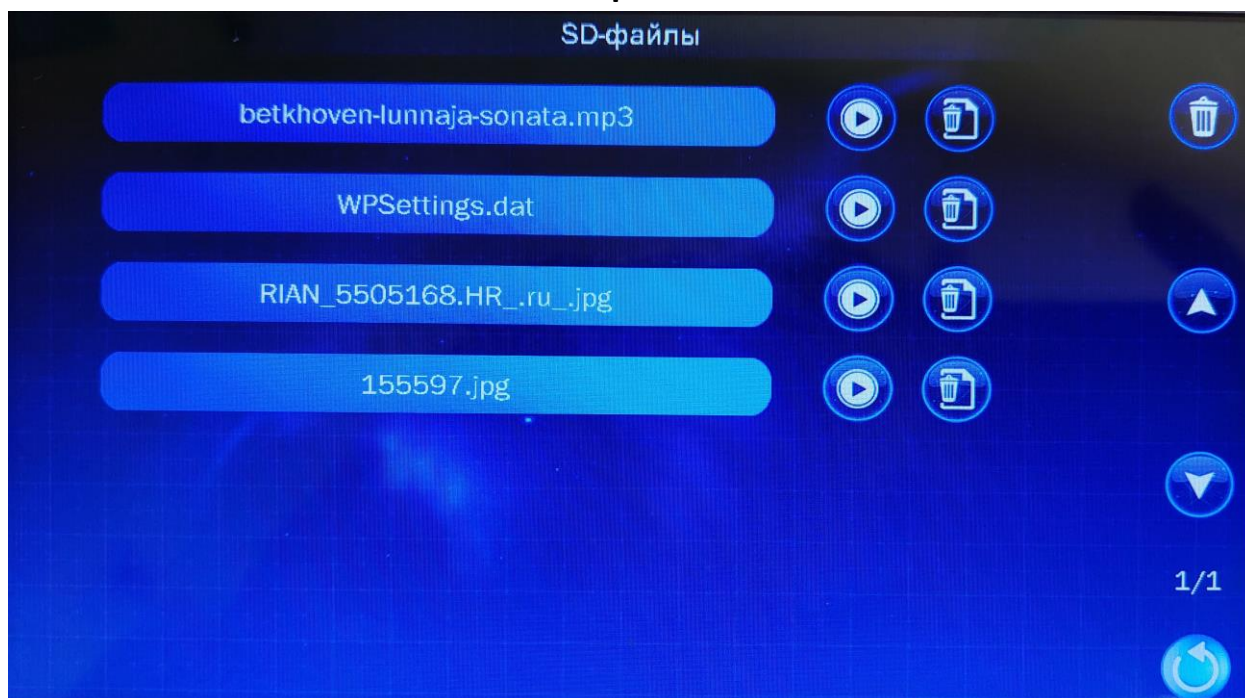 SD-файлы
betkhoven-lunnaja-sonata.mp3
WPSettings.dat
RIAN_5505168.HR_.ru_.jpg
155597.jpg
1/1